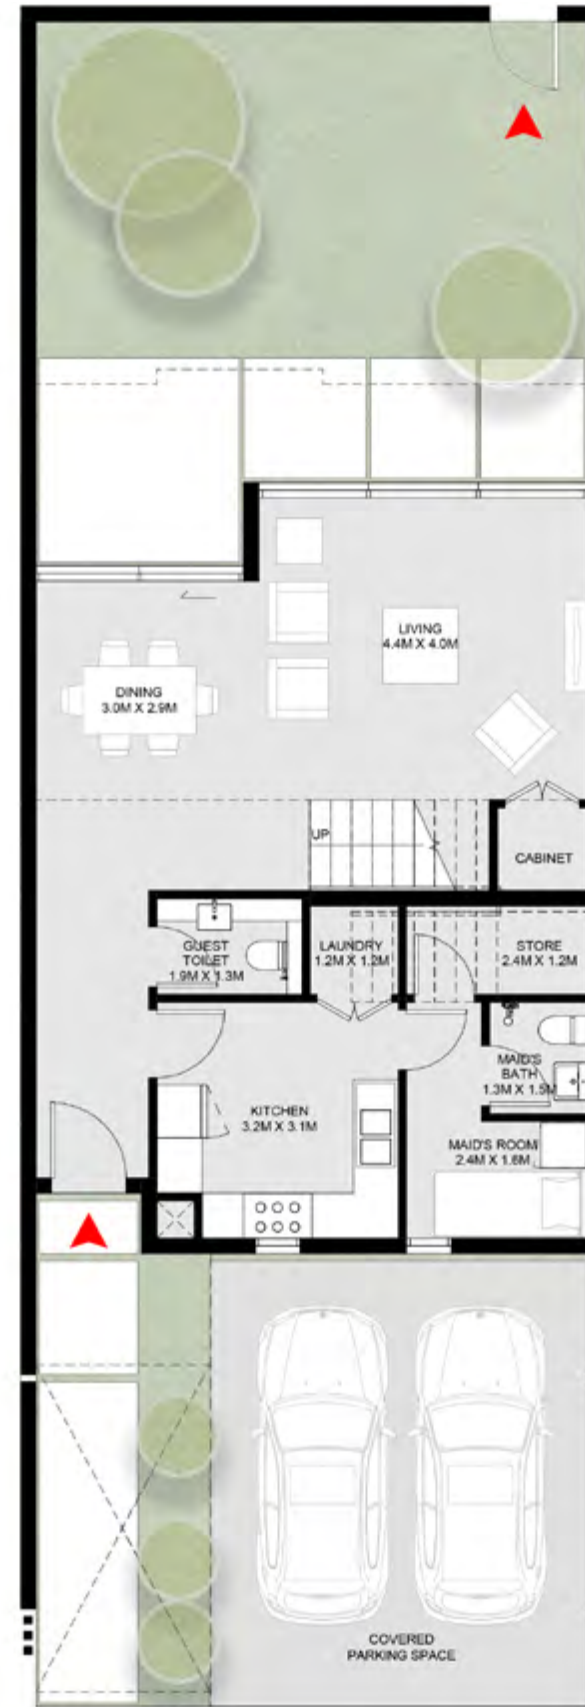 LIVING
4.4M X 4.0M
DINING
3.0M X 2.9M
UP
CABINET
GUEST
TOILET
1.9M X 1.3M
LAUNDRY
1.2M X 1.2M
STORE
2.4M X 1.2M
MAID'S
BATH
1.3M X 1.5M
KITCHEN
3.2M X 3.1M
MAID'S ROOM
2.4M X 1.6M
COVERED
PARKING SPACE